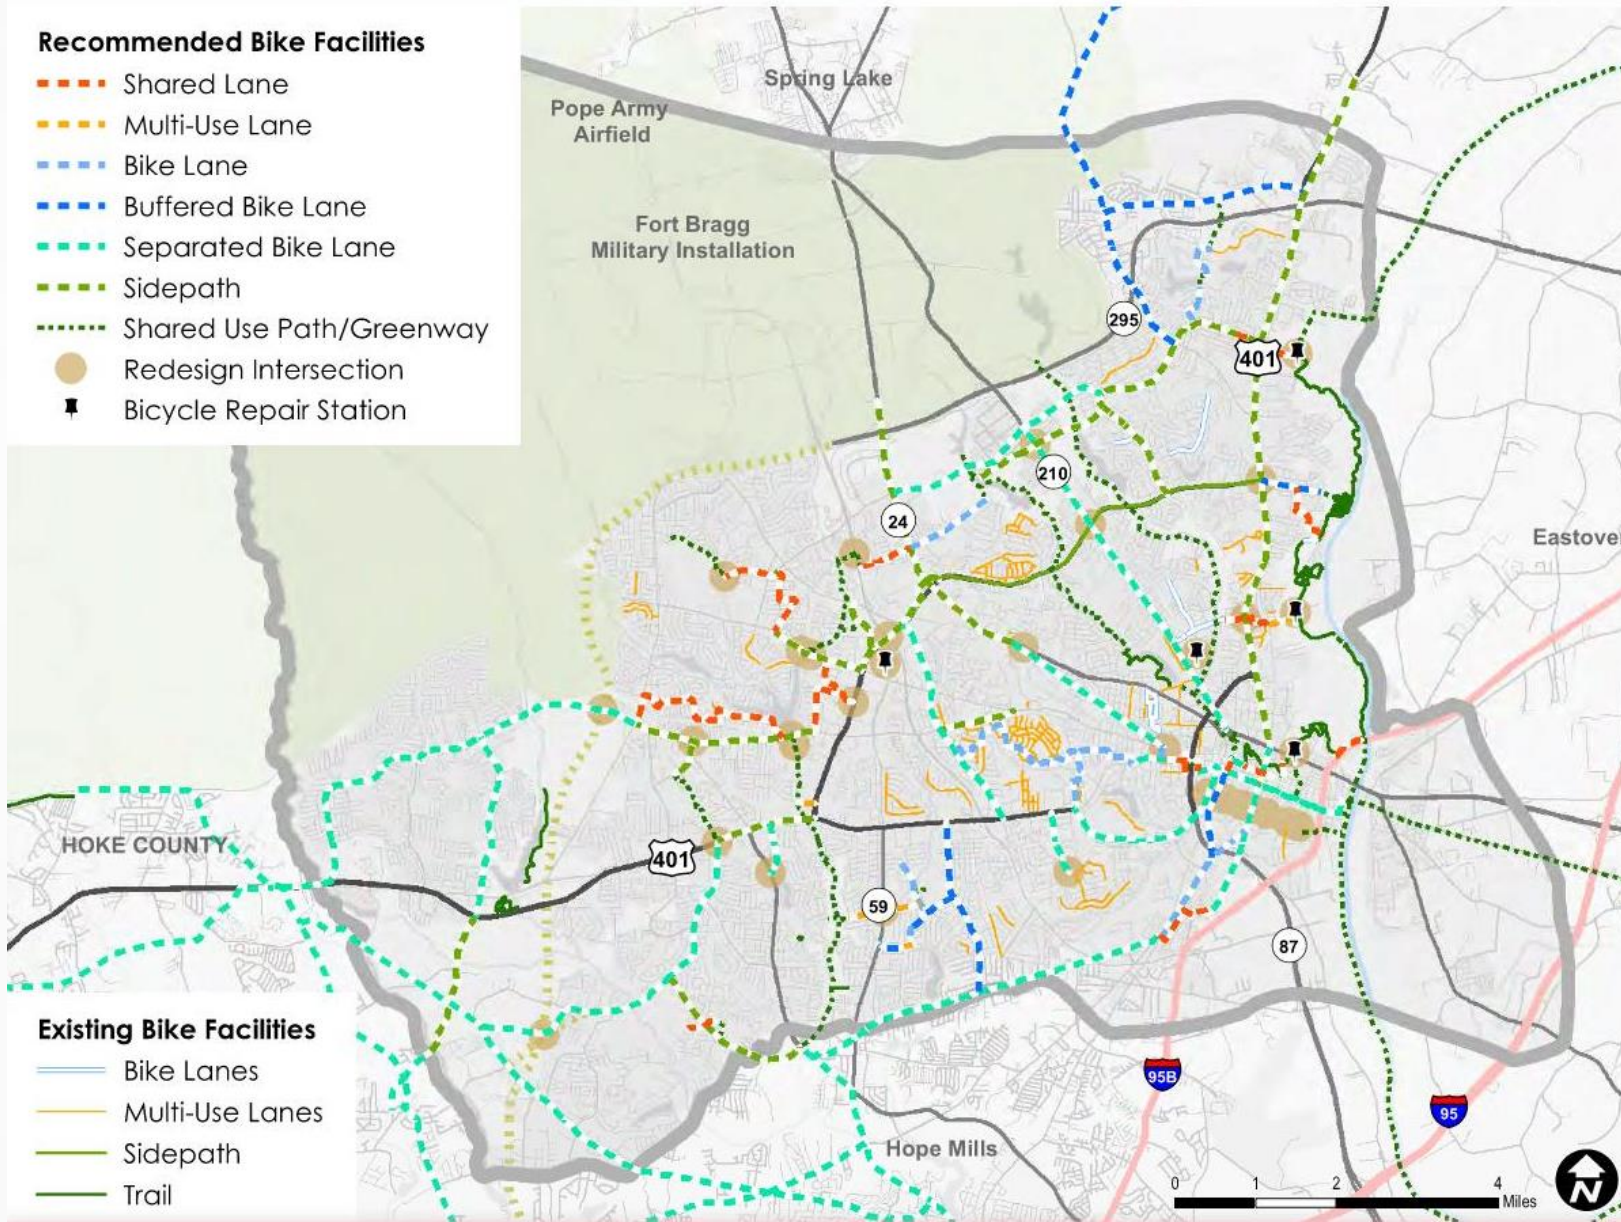 Recommended Bike Facilities
Shared Lane
Multi-Use Lane
Bike Lane
Buffered Bike Lane
Separated Bike Lane
Sidepath
Shared Use Path/Greenway
Redesign Intersection
Bicycle Repair Station
Spring Lake
Pope Army
Airfield
Fort Bragg
Military Installation
295
401
210
24
Eastove
HOKE COUNTY
401
59
87
Existing Bike Facilities
Bike Lanes
Multi-Use Lanes
Sidepath
Trail
95B
95
Hope Mills
0 1 2 4
Miles
N